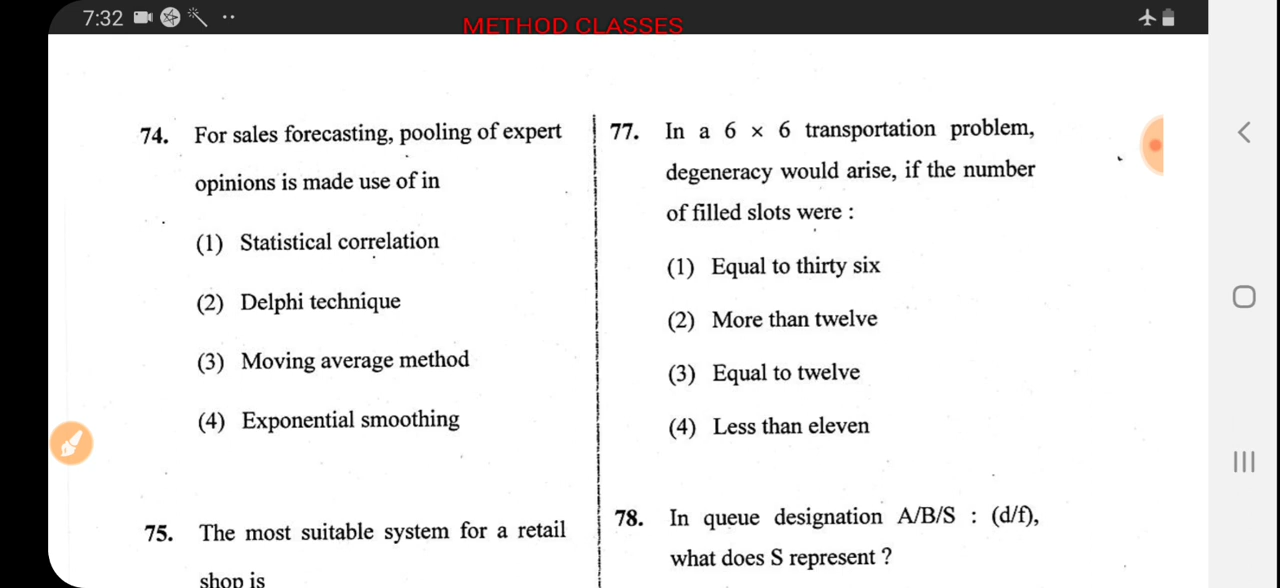 7:32
METHOD CLASSES
74. For sales forecasting, pooling of expert
opinions is made use of in
(1) Statistical correlation
(2) Delphi technique
(3) Moving average method
(4) Exponential smoothing
75. The most suitable system for a retail
shop is
77. In a 6 × 6 transportation problem,
degeneracy would arise, if the number
of filled slots were :
(1) Equal to thirty six
(2) More than twelve
(3) Equal to twelve
(4) Less than eleven
78. In queue designation A/B/S : (d/f),
what does S represent ?